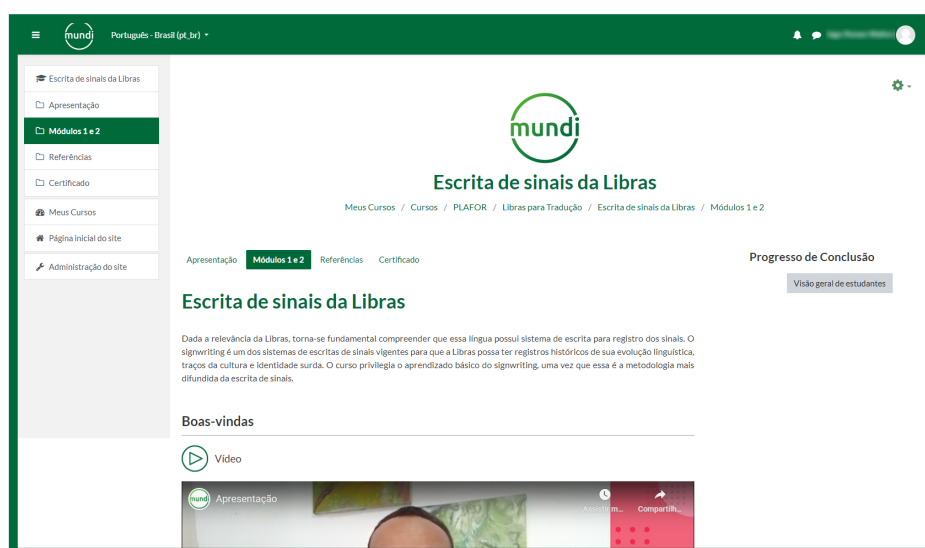 mundi
Português - Brasil (pt_br)
Escrita de sinais da Libras
Apresentação
Módulos 1 e 2
Referências
Certificado
Meus Cursos
Página inicial do site
Administração do site
mundi
Escrita de sinais da Libras
Meus Cursos / Cursos / PLAFOR / Libras para Tradução / Escrita de sinais da Libras / Módulos 1 e 2
Apresentação Módulos 1 e 2 Referências Certificado
Progresso de Conclusão
Visão geral de estudantes
Escrita de sinais da Libras
Dada a relevância da Libras, torna-se fundamental compreender que essa língua possui sistema de escrita para registro dos sinais. O
signwriting é um dos sistemas de escritas de sinais vigentes para que a Libras possa ter registros históricos de sua evolução linguística,
traços da cultura e identidade surda. O curso privilegia o aprendizado básico do signwriting, uma vez que essa é a metodologia mais
difundida da escrita de sinais.
Boas-vindas
Vídeo
mundi Apresentação
Assistir m... Compartilh...